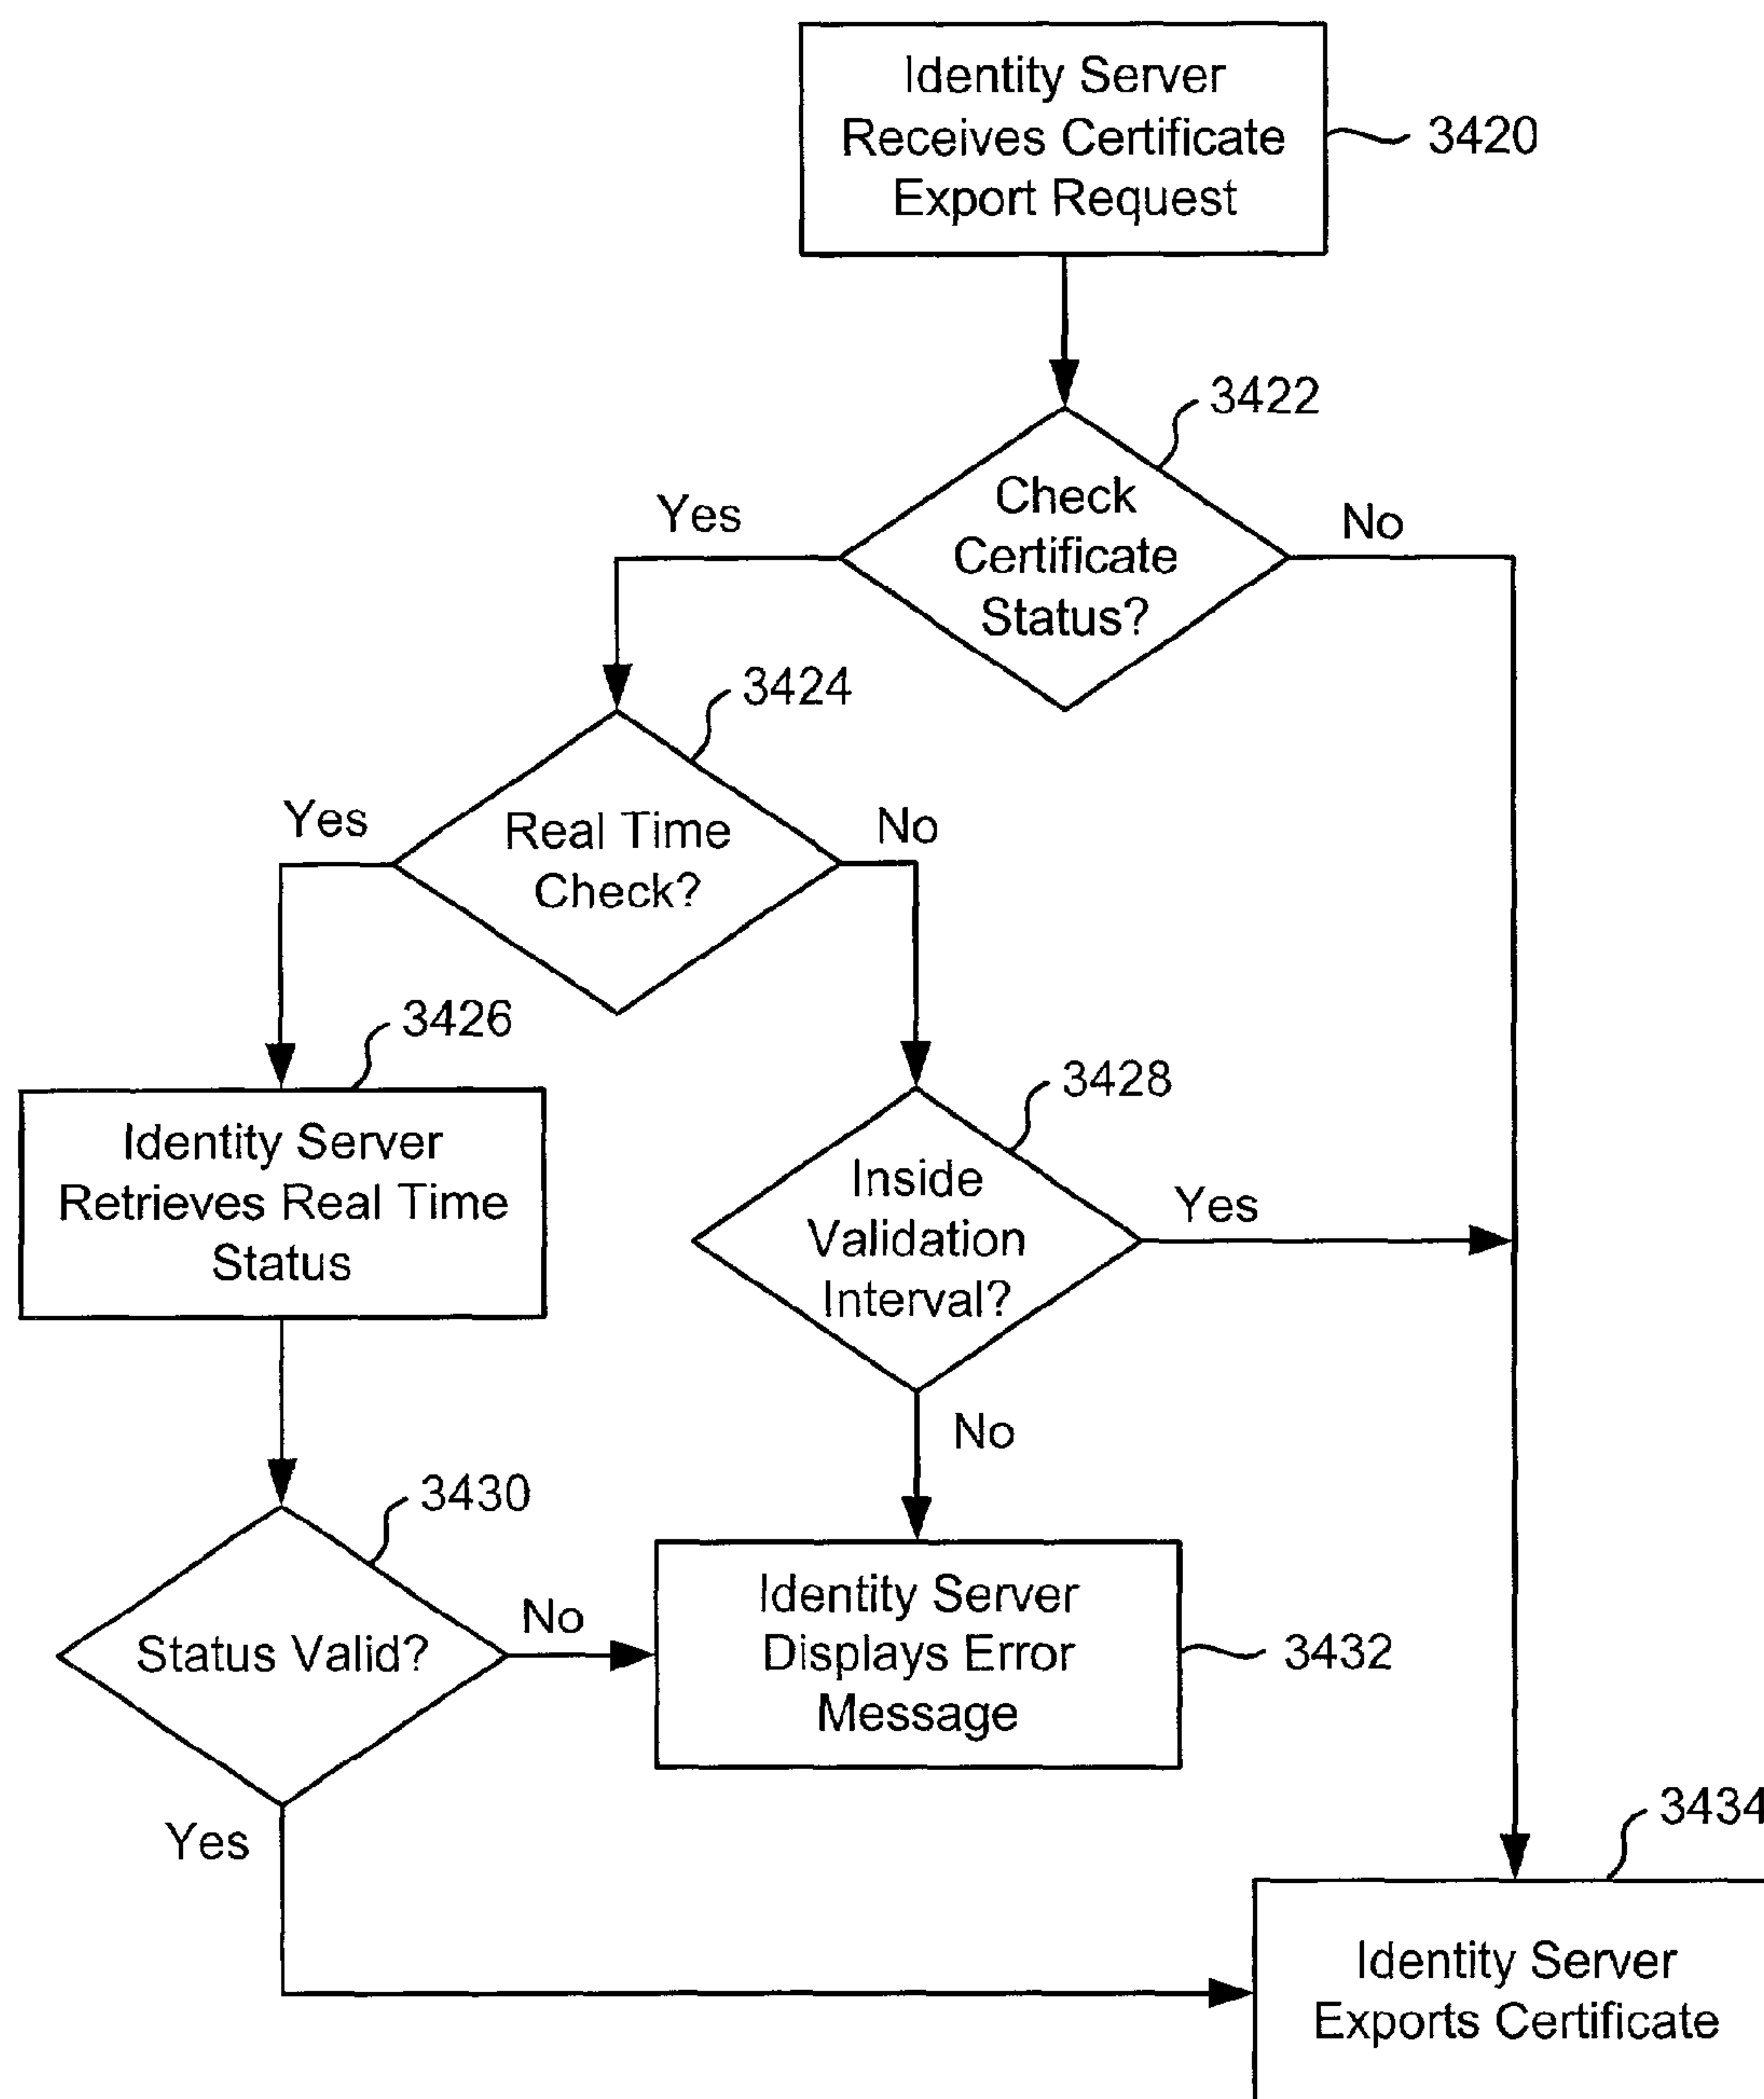 Identity Server
Receives Certificate
Export Request
3420
3422
Check
Certificate
Status?
Yes
No
3424
Real Time
Check?
Yes
No
3426
Identity Server
Retrieves Real Time
Status
3428
Inside
Validation
Interval?
Yes
No
3430
Status Valid?
No
Yes
Identity Server
Displays Error
Message
3432
3434
Identity Server
Exports Certificate